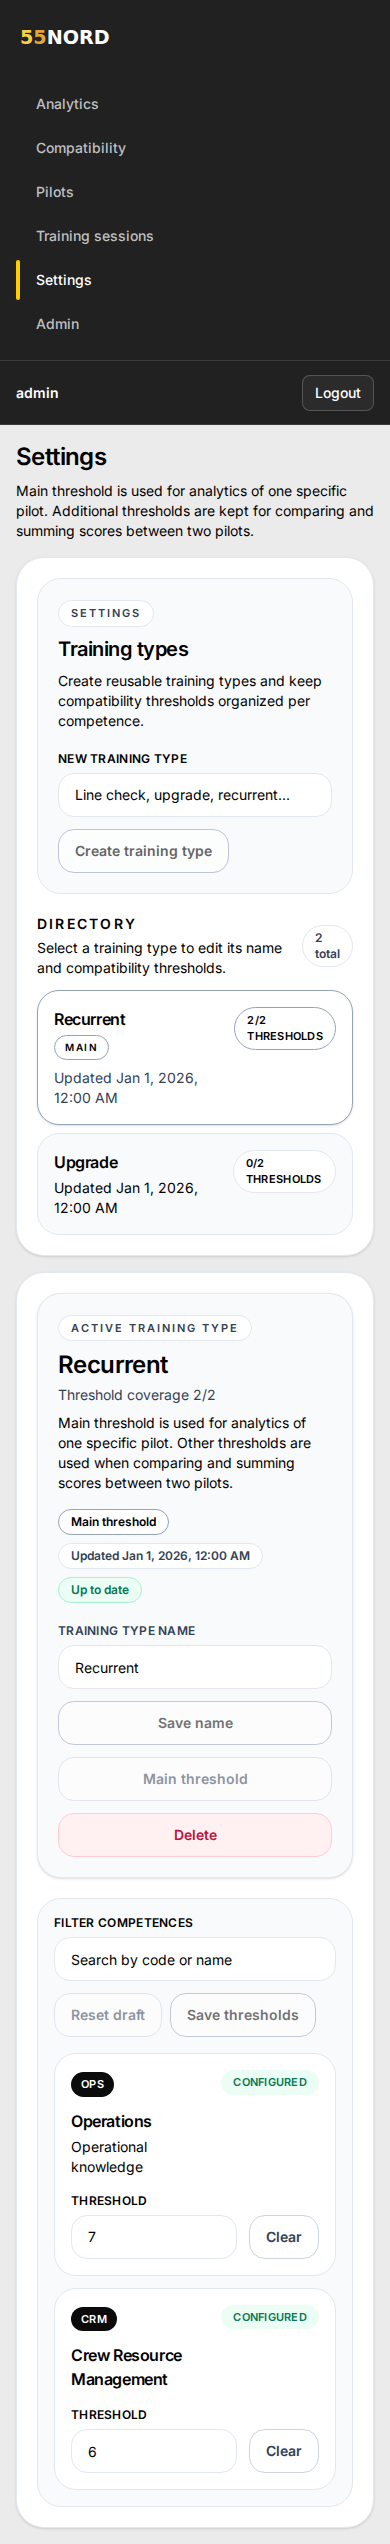 55NORD
Analytics
Compatibility
Pilots
Training sessions
Settings
Admin
admin
Logout
Settings
Main threshold is used for analytics of one specific
pilot. Additional thresholds are kept for comparing and
summing scores between two pilots.
SETTINGS
Training types
Create reusable training types and keep
compatibility thresholds organized per
competence.
NEW TRAINING TYPE
Line check, upgrade, recurrent...
Create training type
DIRECTORY
Select a training type to edit its name
and compatibility thresholds.
2
total
Recurrent
MAIN
Updated Jan 1, 2026,
12:00 AM
2/2
THRESHOLDS
Upgrade
Updated Jan 1, 2026,
12:00 AM
0/2
THRESHOLDS
ACTIVE TRAINING TYPE
Recurrent
Threshold coverage 2/2
Main threshold is used for analytics of
one specific pilot. Other thresholds are
used when comparing and summing
scores between two pilots.
Main threshold
Updated Jan 1, 2026, 12:00 AM
Up to date
TRAINING TYPE NAME
Recurrent
Save name
Main threshold
Delete
FILTER COMPETENCES
Search by code or name
Reset draft
Save thresholds
OPS
CONFIGURED
Operations
Operational
knowledge
THRESHOLD
7
Clear
CRM
CONFIGURED
Crew Resource
Management
THRESHOLD
6
Clear